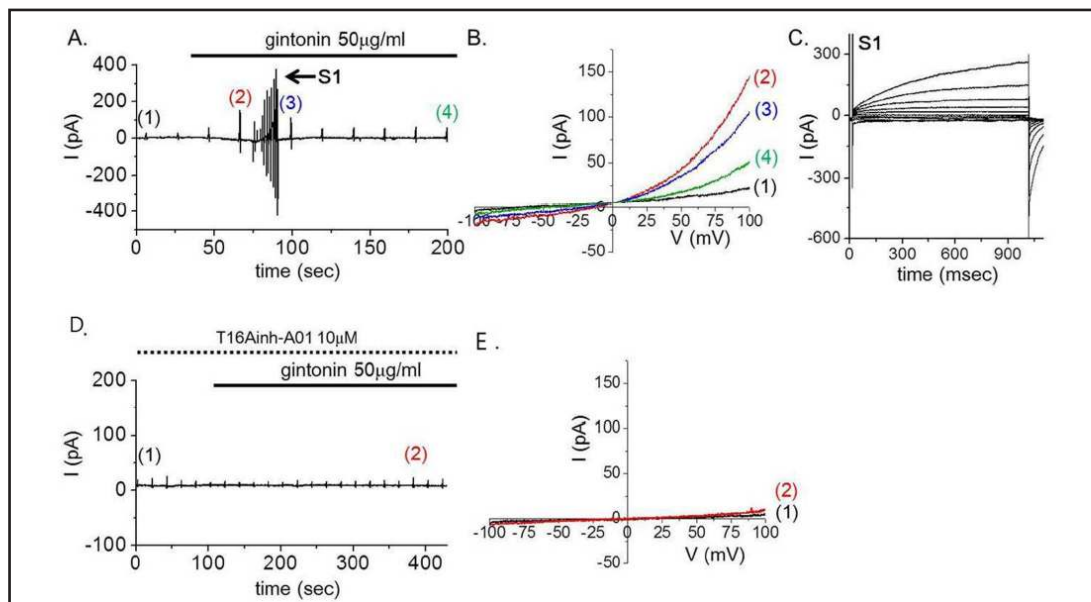 A.
gintonin 50µg/ml
I (pA)
400
200
0
-200
-400
S1
(1)
(2)
(3)
(4)
0 50 100 150 200
time (sec)
B.
I (pA)
150
100
50
0
-50
(2)
(3)
(4)
(1)
-100 -75 -50 -25 0 25 50 75 100
V (mV)
C.
S1
I (pA)
300
0
-300
-600
0 300 600 900
time (msec)
D.
T16Ainh-A01 10µM
gintonin 50µg/ml
I (pA)
200
100
0
-100
(1)
(2)
0 100 200 300 400
time (sec)
E .
I (pA)
150
100
50
0
-50
(2)
(1)
-100 -75 -50 -25 0 25 50 75 100
V (mV)